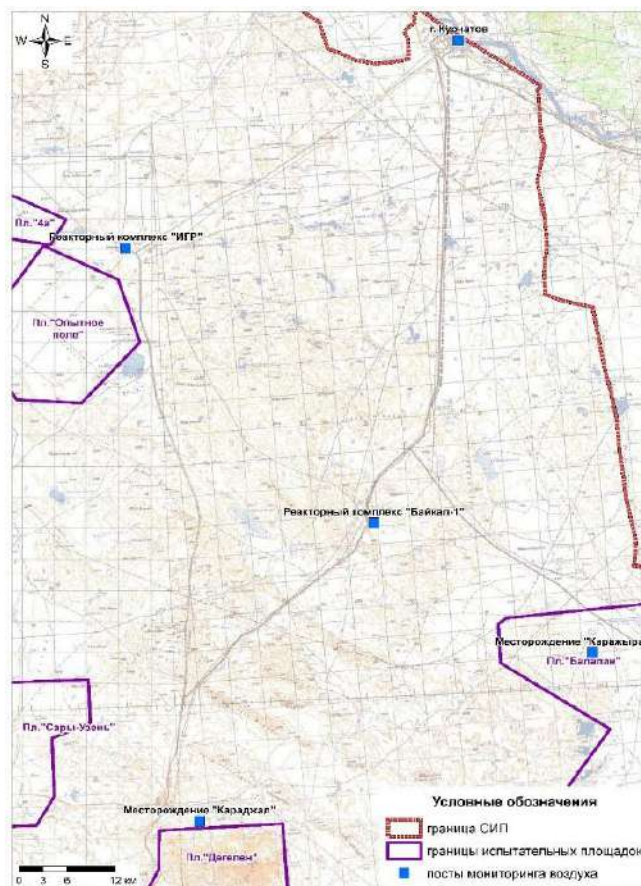 N
W E
S
г. Курчатов
Пл."4а"
Реакторный комплекс "ИГР"
Пл."Опытное
поле"
Реакторный комплекс "Байкал-1"
Месторождение "Каражыра
Пл."Балапан"
Пл."Сары-Узень"
Месторождение "Караджал"
Пл."Дегелен"
Условные обозначения
граница СИП
границы испытательных площадок
посты мониторинга воздуха
0 3 6 12 км